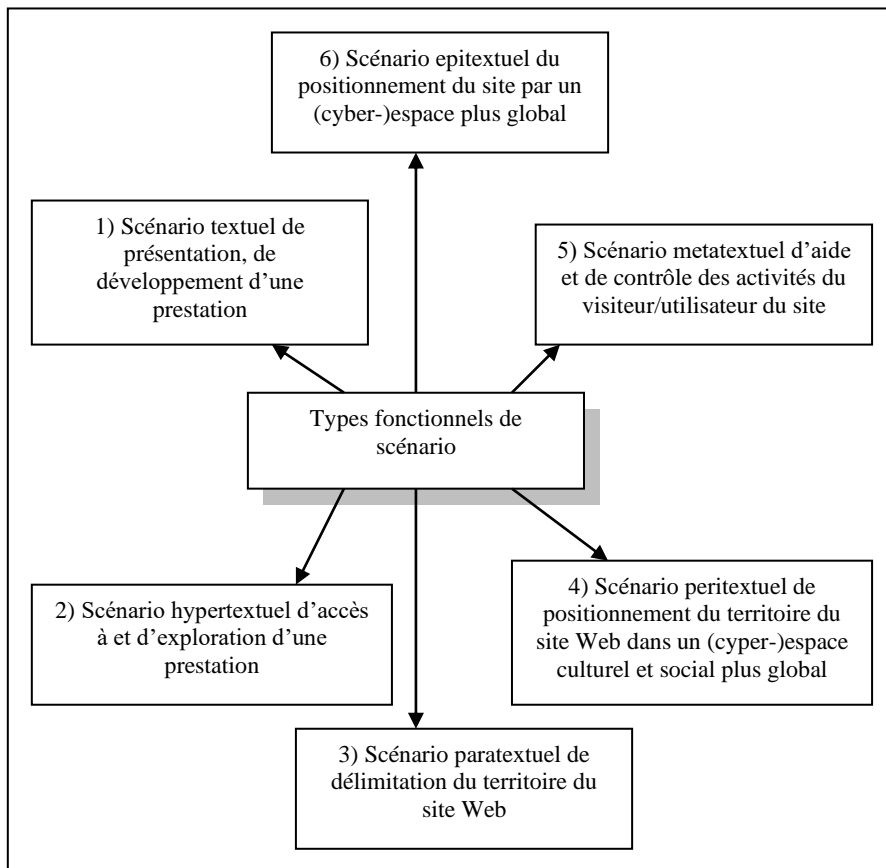 6) Scénario epitextuel du
positionnement du site par un
(cyber-)espace plus global
1) Scénario textuel de
présentation, de
développement d'une
prestation
5) Scénario metatextuel d'aide
et de contrôle des activités du
visiteur/utilisateur du site
Types fonctionnels de
scénario
2) Scénario hypertextuel d'accès
à et d'exploration d'une
prestation
4) Scénario peritextuel de
positionnement du territoire du
site Web dans un (cyper-)espace
culturel et social plus global
3) Scénario paratextuel de
délimitation du territoire du
site Web